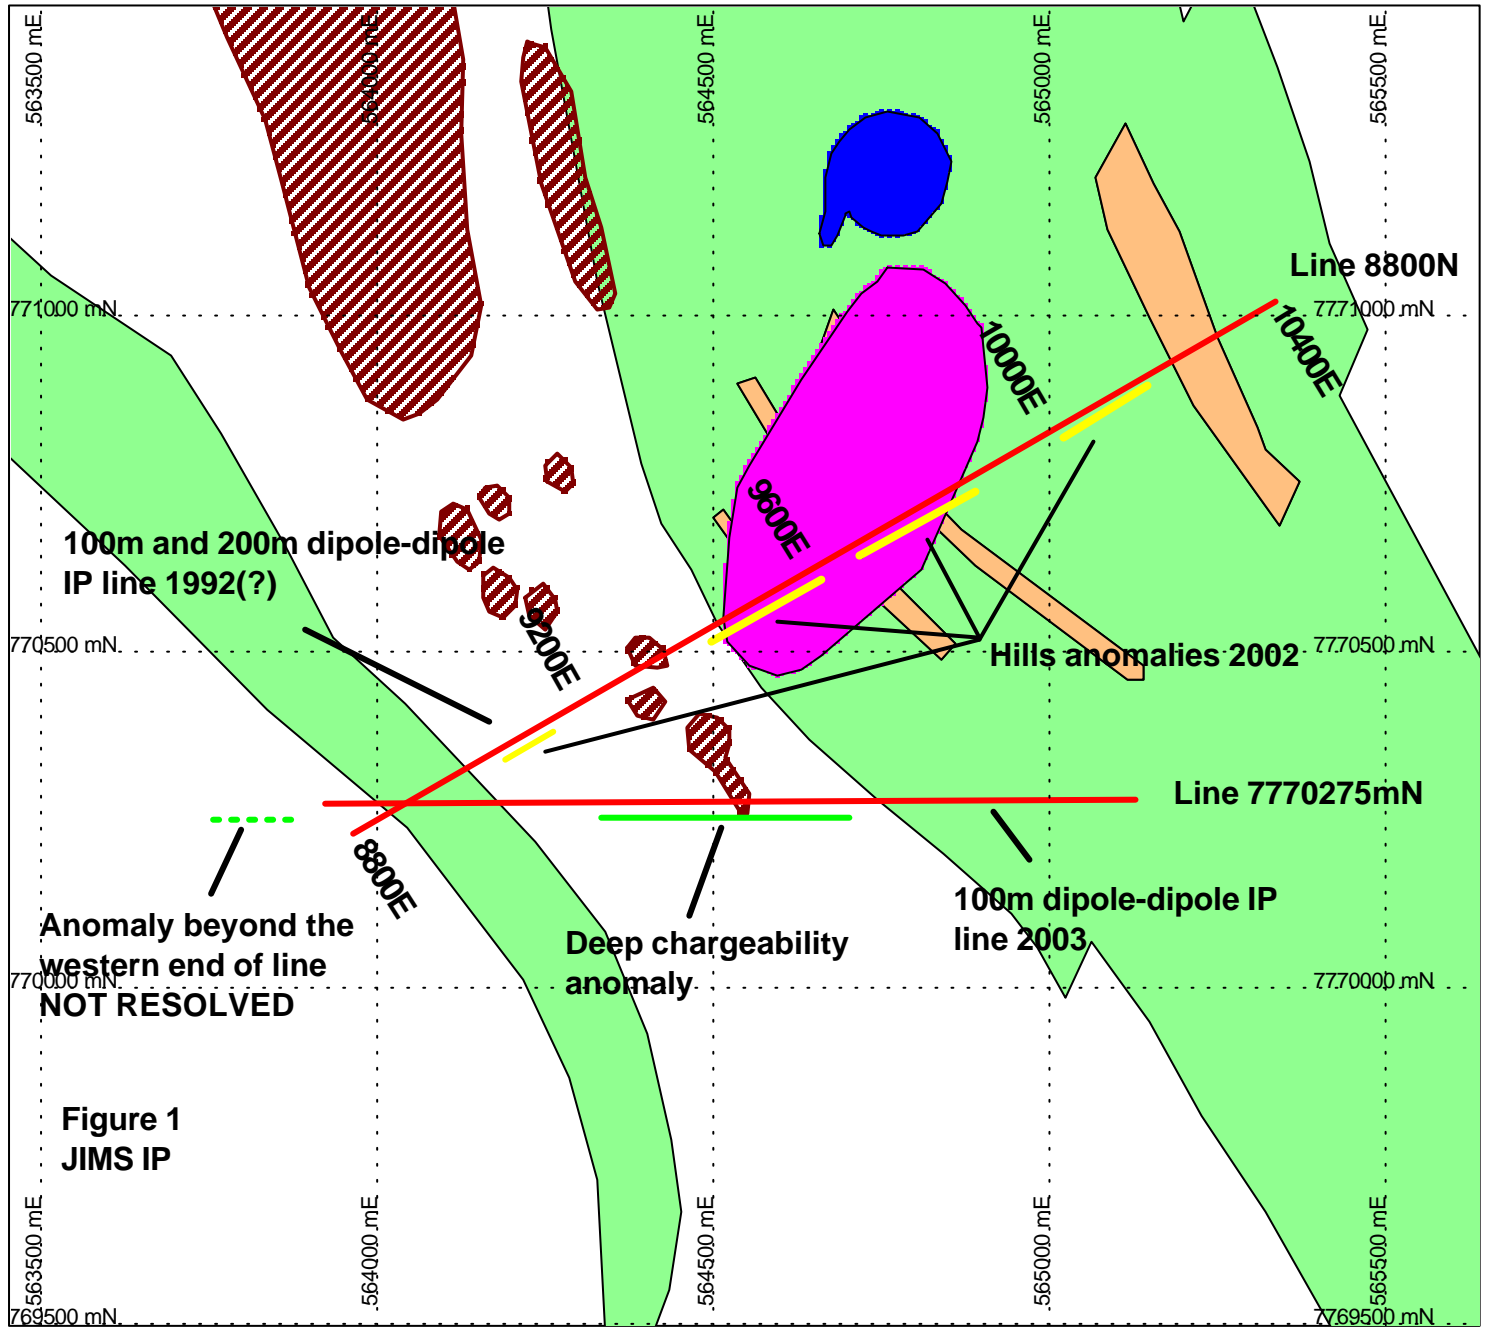 563500 mE
564000 mE
564500 mE
565000 mE
565500 mE
Line 8800N
771000 mN
7771000 mN
10000E
10400E
9600E
100m and 200m dipole-dipole
IP line 1992(?)
9200E
770500 mN
7770500 mN
Hills anomalies 2002
Line 7770275mN
8800E
100m dipole-dipole IP
line 2003
Anomaly beyond the
western end of line
NOT RESOLVED
Deep chargeability
anomaly
770000 mN
7770000 mN
Figure 1
JIMS IP
563500 mE
564000 mE
564500 mE
565000 mE
565500 mE
769500 mN
7769500 mN